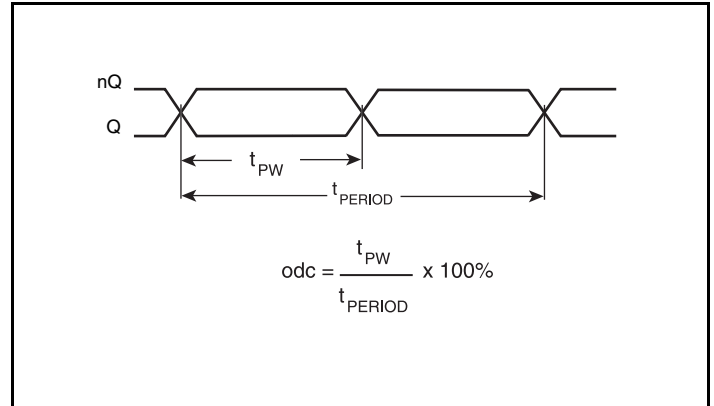 nQ
Q
tPW
tPERIOD
odc = tPW / tPERIOD x 100%